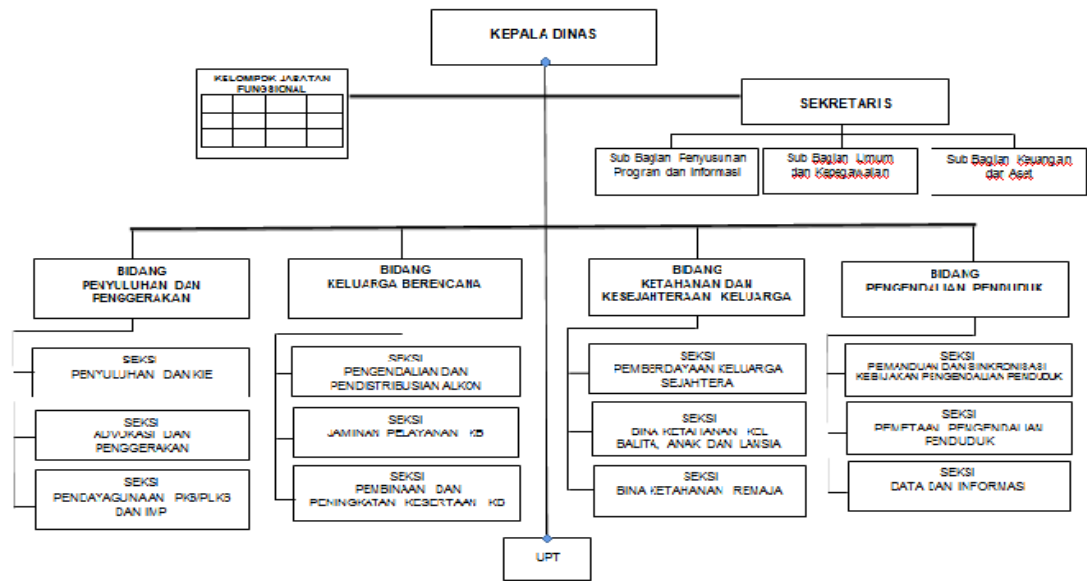 KEPALA DINAS
KELOMPOK JABATAN
FUNGSIONAL
SEKRETARIS
Sub Bagian Penyusunan
Program dan Informasi
Sub Bagian Umum
dan Kepegawaian
Sub Bagian Keuangan
dan Aset
BIDANG
PENYULUHAN DAN
PENGGERAKAN
BIDANG
KELUARGA BERENCANA
BIDANG
KETAHANAN DAN
KESEJAHTERAAN KELUARGA
BIDANG
PENGENDALIAN PENDUDUK
SEKSI
PENYULUHAN DAN KIE
SEKSI
ADVOKASI DAN
PENGGERAKAN
SEKSI
PENDAYAGUNAAN PKB/PLKB
DAN IMP
SEKSI
PENGENDALIAN DAN
PENDISTRIBUSIAN ALKON
SEKSI
JAMINAN PELAYANAN KB
SEKSI
PEMBINAAN DAN
PENINGKATAN KESERTAAN KB
SEKSI
PEMBERDAYAAN KELUARGA
SEJAHTERA
SEKSI
BINA KETAHANAN KEL
BALITA, ANAK DAN LANSIA
SEKSI
BINA KETAHANAN REMAJA
SEKSI
PEMANDUAN DAN SINKRONISASI
KEBIJAKAN PENGENDALIAN PENDUDUK
SEKSI
PEMETAAN PENGENDALIAN
PENDUDUK
SEKSI
DATA DAN INFORMASI
UPT